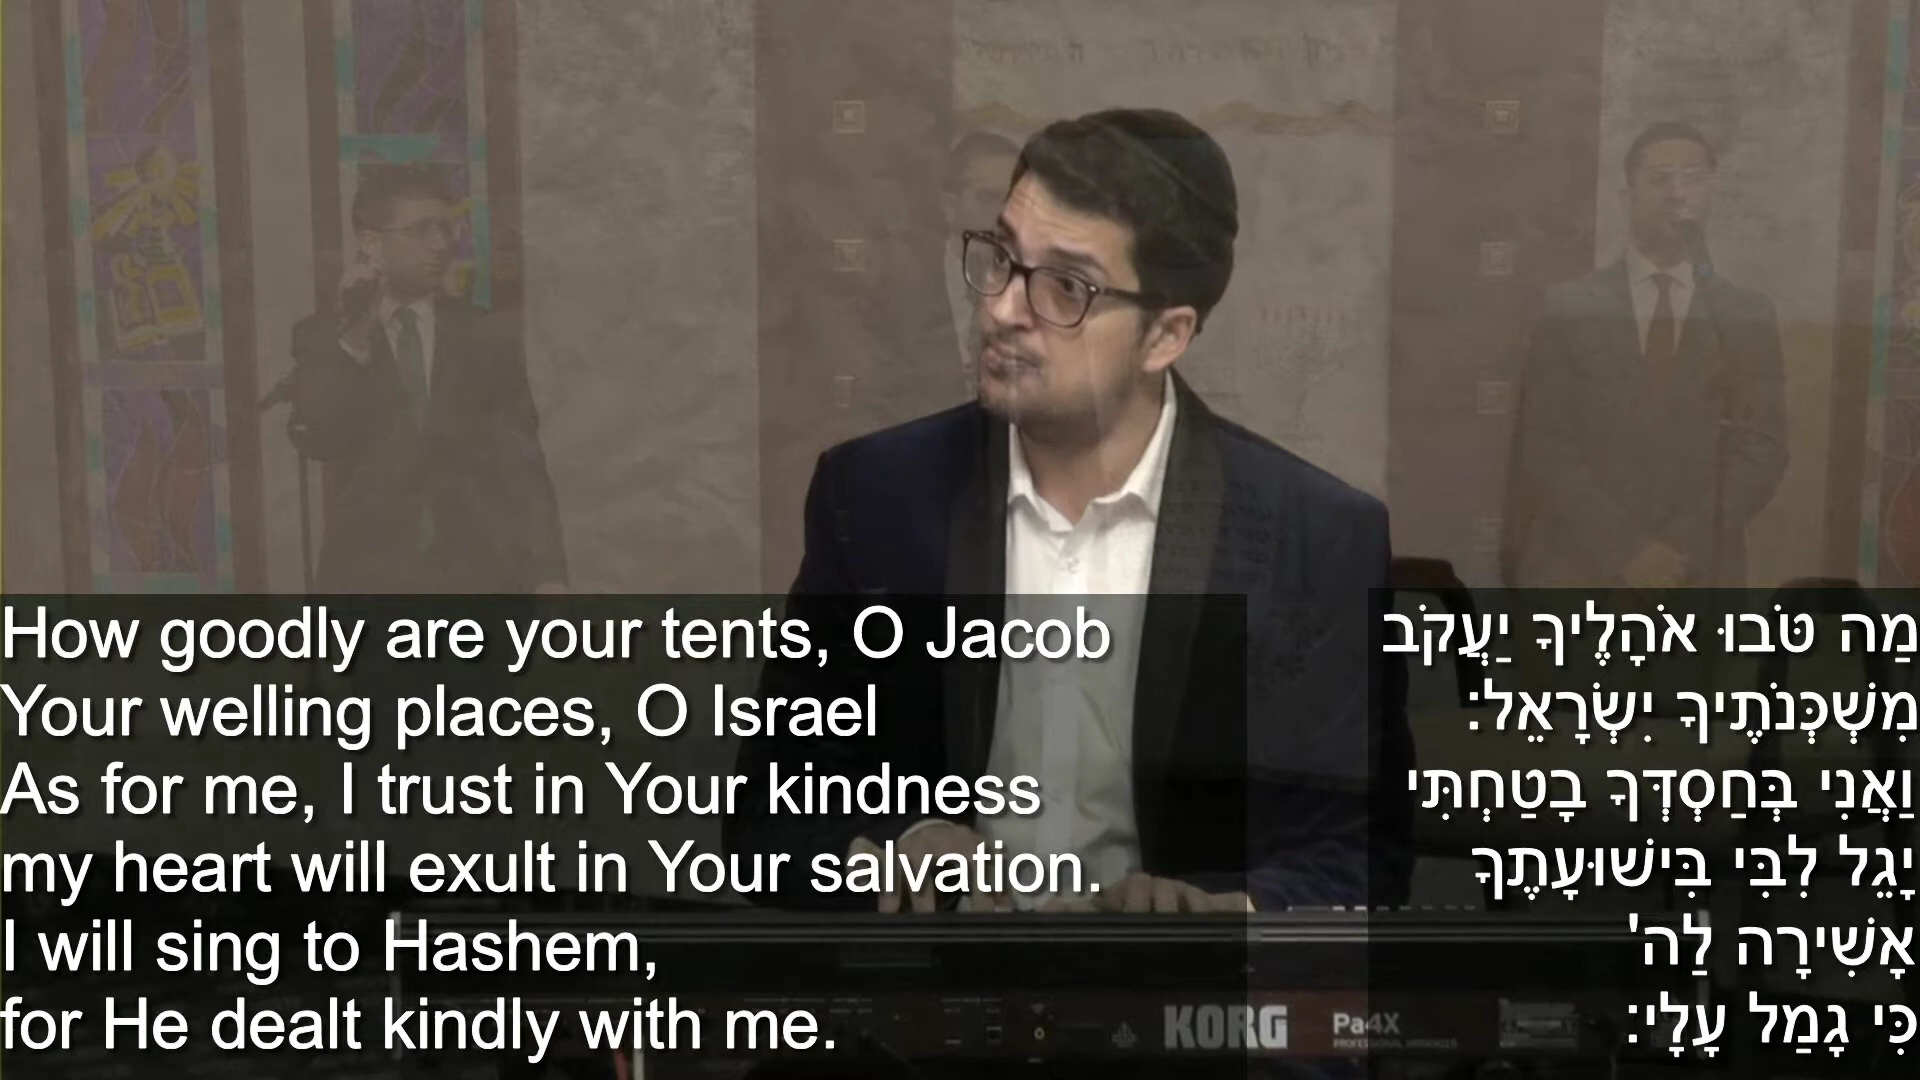 How goodly are your tents, O Jacob
Your welling places, O Israel
As for me, I trust in Your kindness
my heart will exult in Your salvation.
I will sing to Hashem,
for He dealt kindly with me.
מַה טֹּבוּ אֹהָלֶיךָ יַעֲקֹב
מִשְׁכְּנֹתֶיךָ יִשְׂרָאֵל:
וַאֲנִי בְּחַסְדְּךָ בָטַחְתִּי
יָגֵל לִבִּי בִּישׁוּעָתֶךָ
אָשִׁירָה לַה'
כִּי גָמַל עָלָי:
KORG
Pa4X
PROFESSIONAL ARRANGER